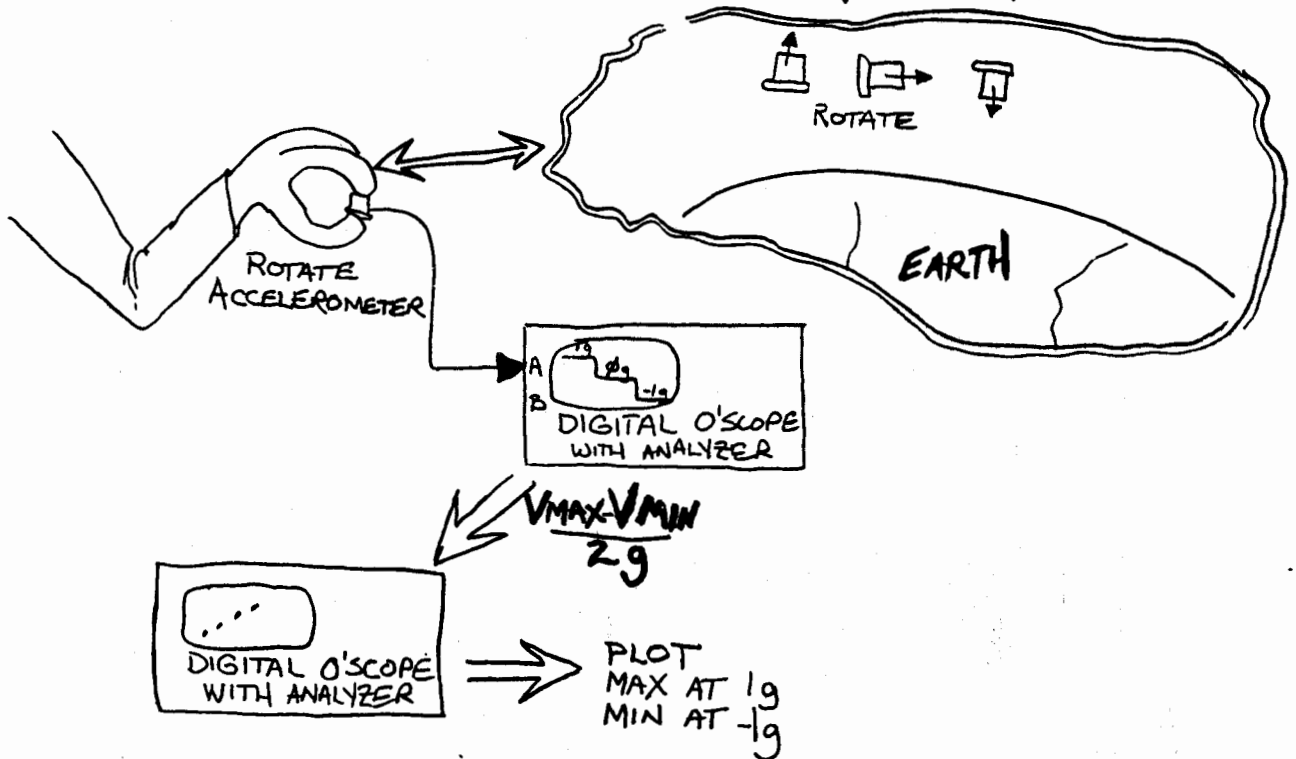 ROTATE
EARTH
ROTATE
ACCELEROMETER
A
B
1g
øg
-1g
DIGITAL O'SCOPE
WITH ANALYZER
VMAX-VMIN
2g
DIGITAL O'SCOPE
WITH ANALYZER
PLOT
MAX AT 1g
MIN AT -1g